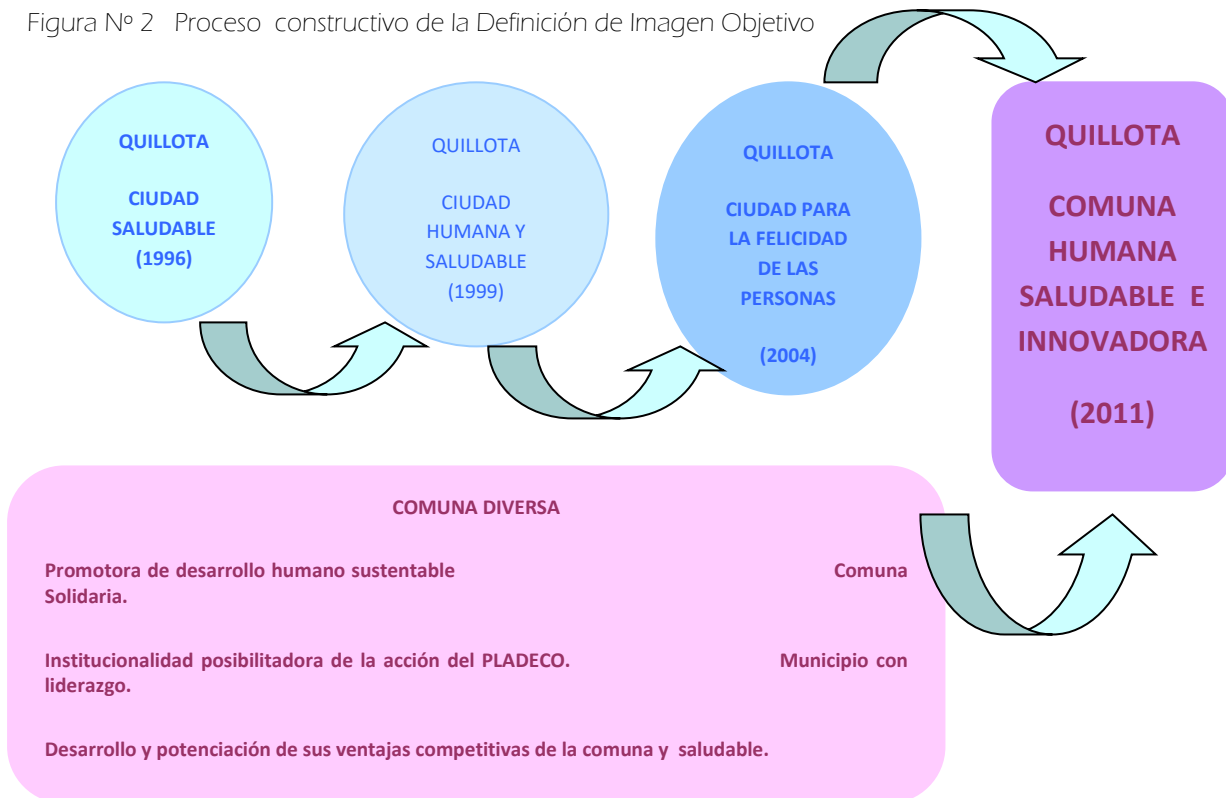 Figura Nº 2 Proceso constructivo de la Definición de Imagen Objetivo
QUILLOTA
CIUDAD
SALUDABLE
(1996)
QUILLOTA
CIUDAD
HUMANA Y
SALUDABLE
(1999)
QUILLOTA
CIUDAD PARA
LA FELICIDAD
DE LAS
PERSONAS
(2004)
QUILLOTA
COMUNA
HUMANA
SALUDABLE E
INNOVADORA
(2011)
COMUNA DIVERSA
Promotora de desarrollo humano sustentable Comuna
Solidaria.
Institucionalidad posibilitadora de la acción del PLADECO. Municipio con
liderazgo.
Desarrollo y potenciación de sus ventajas competitivas de la comuna y saludable.